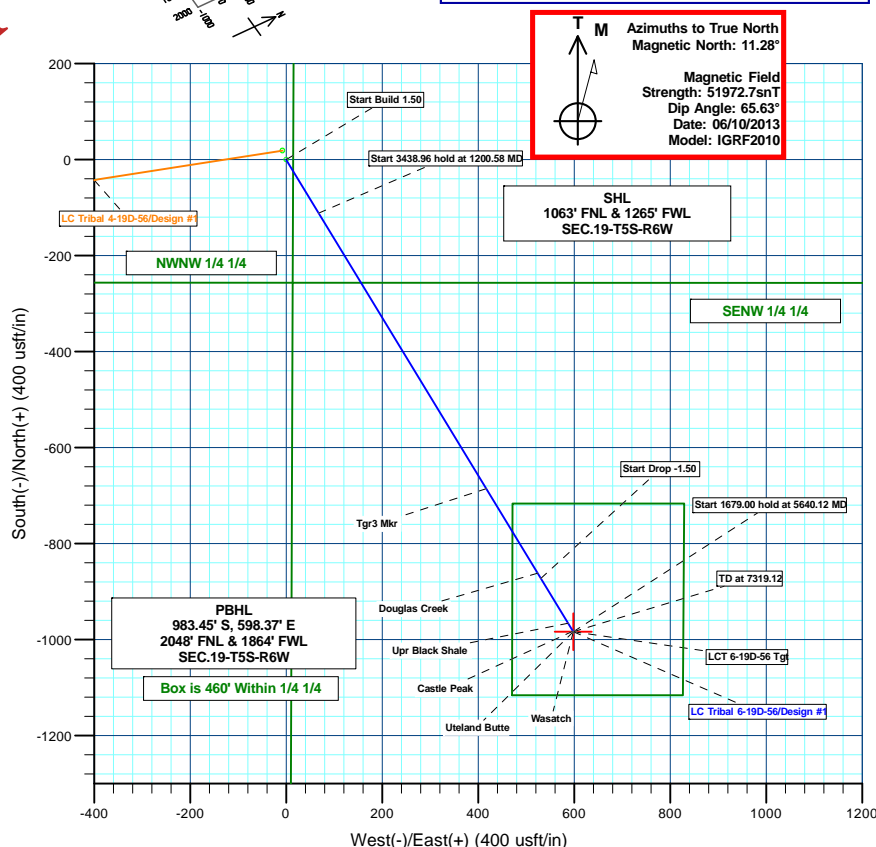 2000
-1000
0
N
T M
Azimuths to True North
Magnetic North: 11.28°
Magnetic Field
Strength: 51972.7snT
Dip Angle: 65.63°
Date: 06/10/2013
Model: IGRF2010
200
0
-200
-400
-600
-800
-1000
-1200
South(-)/North(+) (400 usft/in)
Start Build 1.50
Start 3438.96 hold at 1200.58 MD
SHL
1063' FNL & 1265' FWL
SEC.19-T5S-R6W
LC Tribal 4-19D-56/Design #1
NWNW 1/4 1/4
SENW 1/4 1/4
Start Drop -1.50
Start 1679.00 hold at 5640.12 MD
Tgr3 Mkr
TD at 7319.12
Douglas Creek
PBHL
983.45' S, 598.37' E
2048' FNL & 1864' FWL
SEC.19-T5S-R6W
Upr Black Shale
LCT 6-19D-56 Tgt
Castle Peak
Box is 460' Within 1/4 1/4
LC Tribal 6-19D-56/Design #1
Wasatch
Uteland Butte
-400
-200
0
200
400
600
800
1000
1200
West(-)/East(+) (400 usft/in)